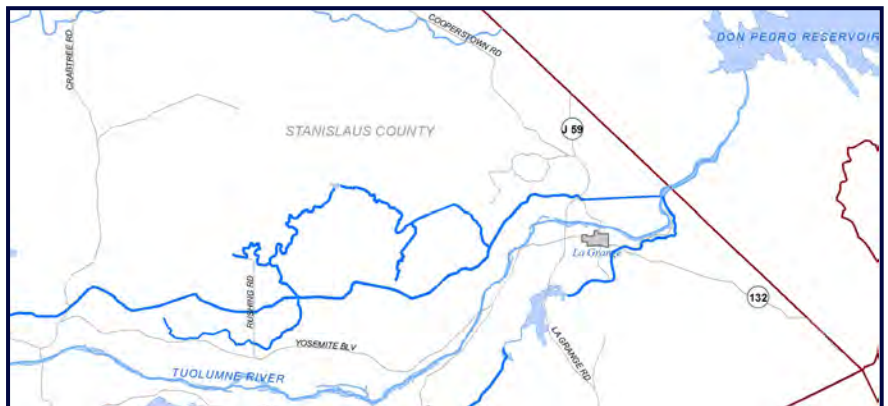 COOPERSTOWN RD
DON PEDRO RESERVOIR
CRABTREE RD
STANISLAUS COUNTY
J 59
La Grange
RUSHING RD
132
YOSEMITE BLV
LA GRANGE RD
TUOLUMNE RIVER